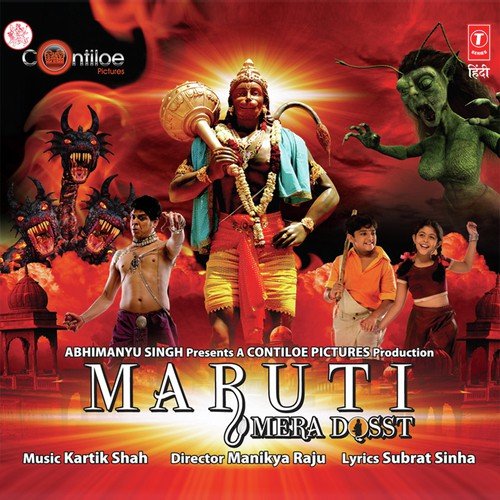 Contiloe
Pictures
T
SERIES
हिंदी
ABHIMANYU SINGH Presents A CONTILOE PICTURES Production
MARUTI
MERA DOSST
Music Kartik Shah Director Manikya Raju Lyrics Subrat Sinha